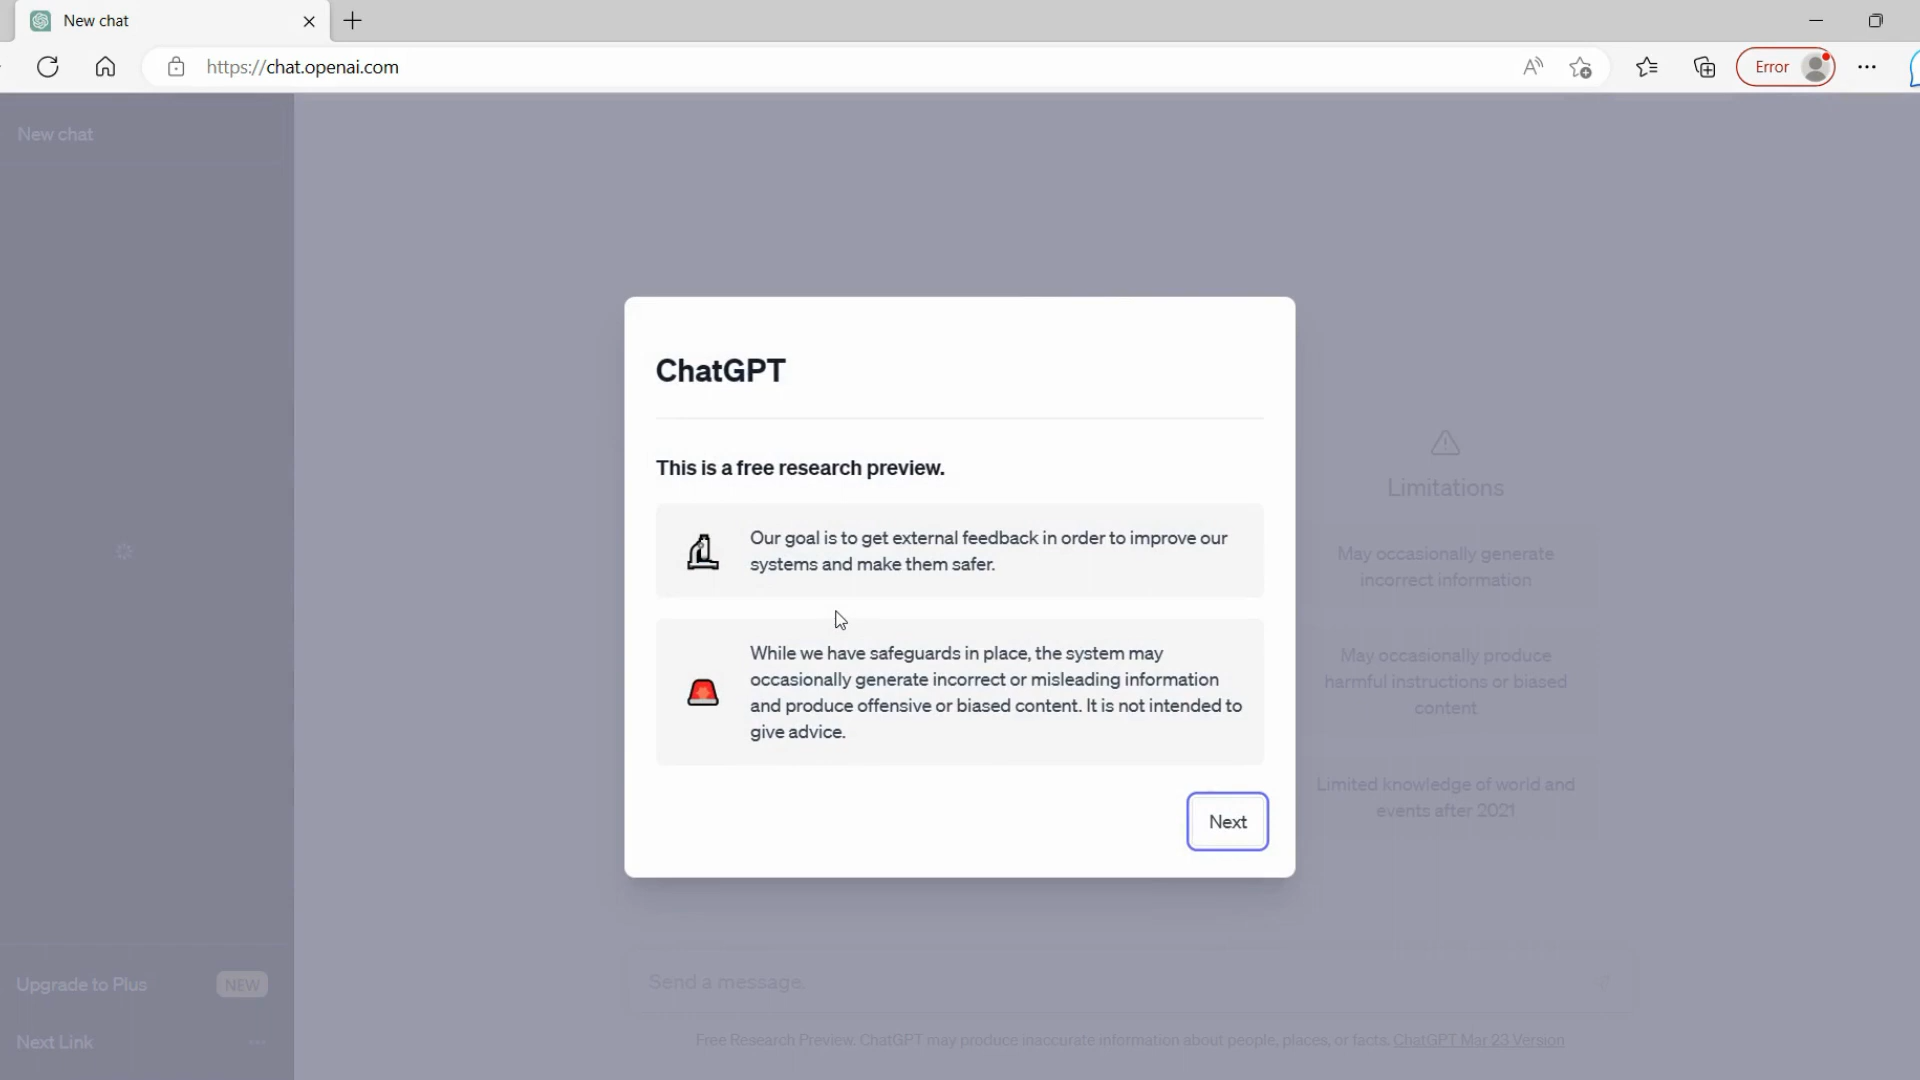 New chat
https://chat.openai.com
Error
New chat
ChatGPT
This is a free research preview.
Our goal is to get external feedback in order to improve our
systems and make them safer.
While we have safeguards in place, the system may
occasionally generate incorrect or misleading information
and produce offensive or biased content. It is not intended to
give advice.
Next
Limitations
May occasionally generate
incorrect information
May occasionally produce
harmful instructions or biased
content
Limited knowledge of world and
events after 2021
Upgrade to Plus NEW
Next Link
Send a message.
Free Research Preview. ChatGPT may produce inaccurate information about people, places, or facts. ChatGPT Mar 23 Version